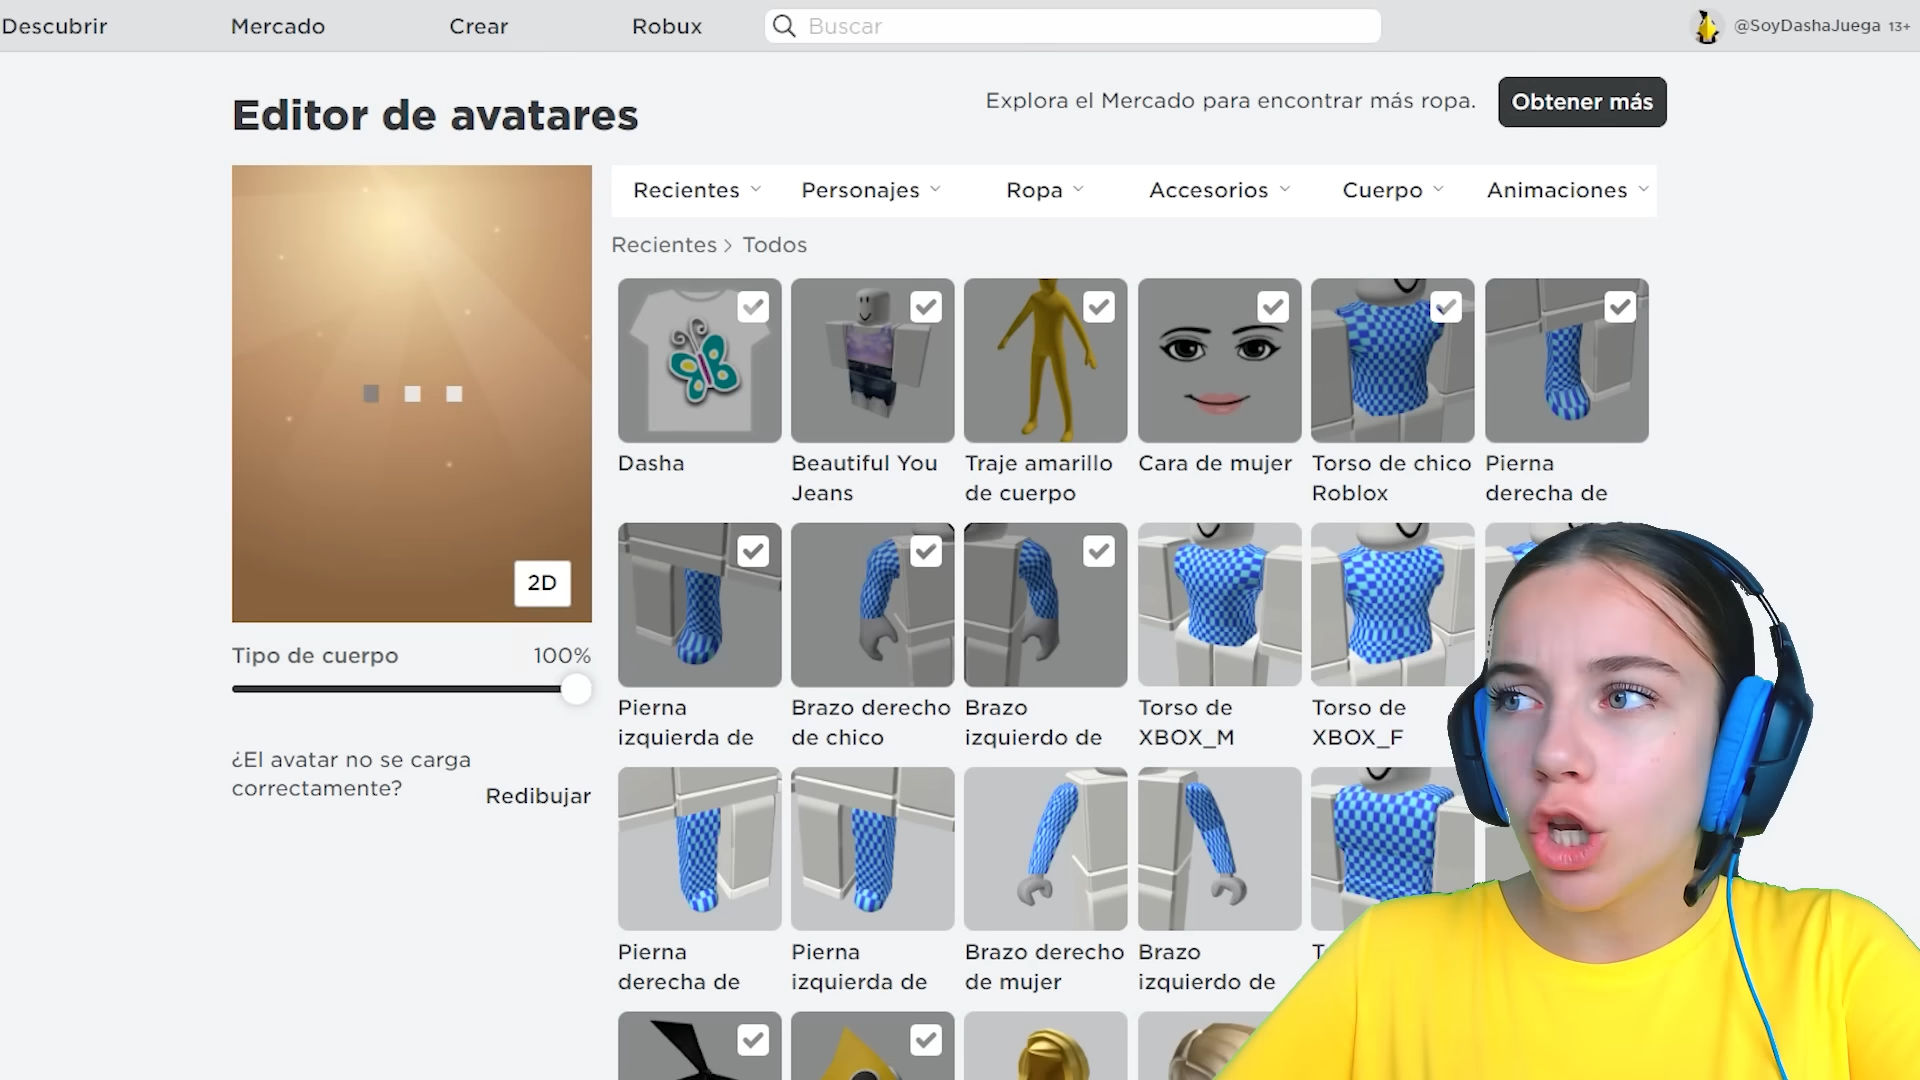 Descubrir
Mercado
Crear
Robux
Buscar
@SoyDashaJuega 13+
Editor de avatares
Explora el Mercado para encontrar más ropa.
Obtener más
Recientes
Personajes
Ropa
Accesorios
Cuerpo
Animaciones
Recientes > Todos
2D
Tipo de cuerpo 100%
¿El avatar no se carga
correctamente?
Redibujar
Dasha
Beautiful You
Jeans
Traje amarillo
de cuerpo
Cara de mujer
Torso de chico
Roblox
Pierna
derecha de
Pierna
izquierda de
Brazo derecho
de chico
Brazo
izquierdo de
Torso de
XBOX_M
Torso de
XBOX_F
Pierna
derecha de
Pierna
izquierda de
Brazo derecho
de mujer
Brazo
izquierdo de